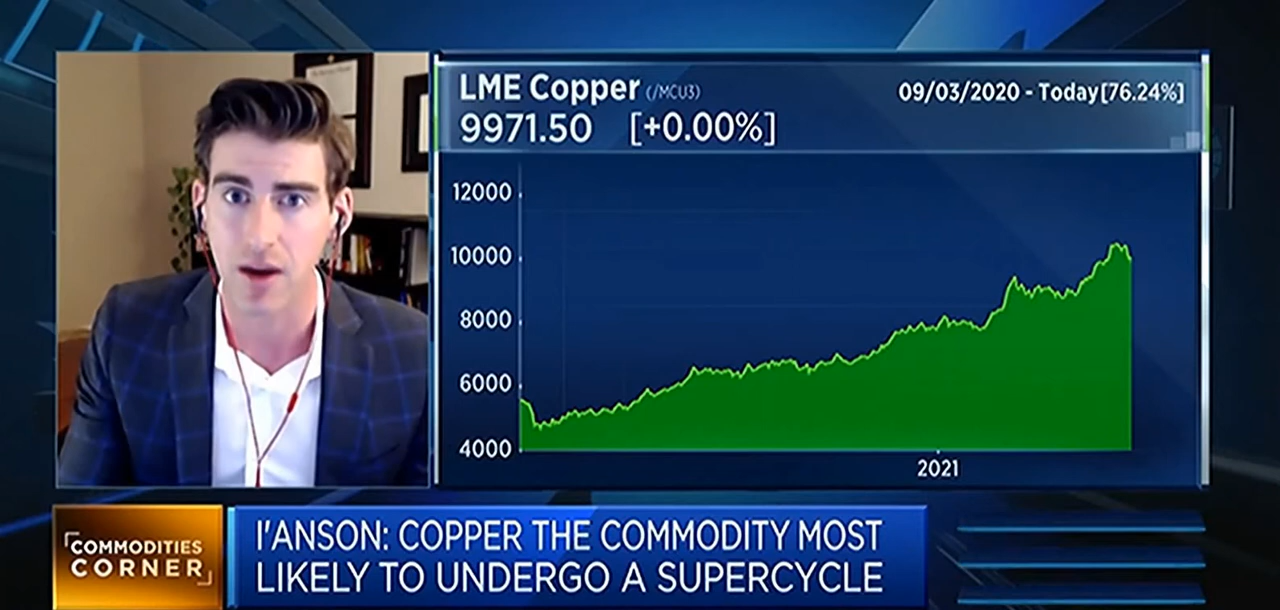 LME Copper (/MCU3)
09/03/2020 - Today[76.24%]
9971.50 [+0.00%]
12000
10000
8000
6000
4000
2021
COMMODITIES
CORNER
I'ANSON: COPPER THE COMMODITY MOST
LIKELY TO UNDERGO A SUPERCYCLE